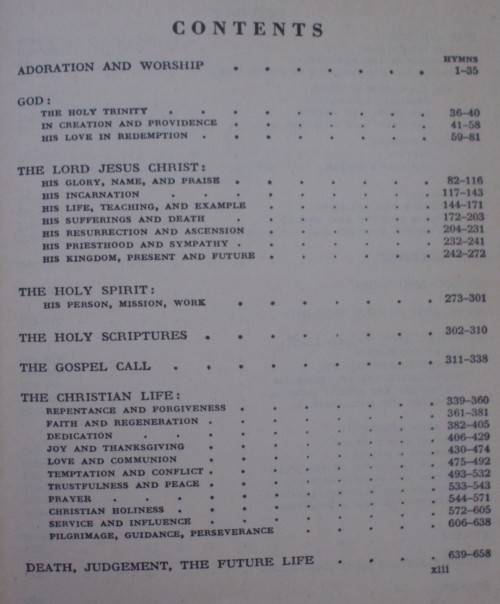 CONTENTS
HYMNS
ADORATION AND WORSHIP 1-35
GOD:
THE HOLY TRINITY 36-40
IN CREATION AND PROVIDENCE 41-58
HIS LOVE IN REDEMPTION 59-81
THE LORD JESUS CHRIST:
HIS GLORY, NAME, AND PRAISE 82-116
HIS INCARNATION 117-143
HIS LIFE, TEACHING, AND EXAMPLE 144-171
HIS SUFFERINGS AND DEATH 172-203
HIS RESURRECTION AND ASCENSION 204-231
HIS PRIESTHOOD AND SYMPATHY 232-241
HIS KINGDOM, PRESENT AND FUTURE 242-272
THE HOLY SPIRIT:
HIS PERSON, MISSION, WORK 273-301
THE HOLY SCRIPTURES 302-310
THE GOSPEL CALL 311-338
THE CHRISTIAN LIFE:
REPENTANCE AND FORGIVENESS 339-360
FAITH AND REGENERATION 361-381
DEDICATION 382-405
JOY AND THANKSGIVING 406-429
LOVE AND COMMUNION 430-474
TEMPTATION AND CONFLICT 475-492
TRUSTFULNESS AND PEACE 493-532
PRAYER 533-543
CHRISTIAN HOLINESS 544-571
SERVICE AND INFLUENCE 572-605
PILGRIMAGE, GUIDANCE, PERSEVERANCE 606-638
DEATH, JUDGEMENT, THE FUTURE LIFE 639-658
xiii